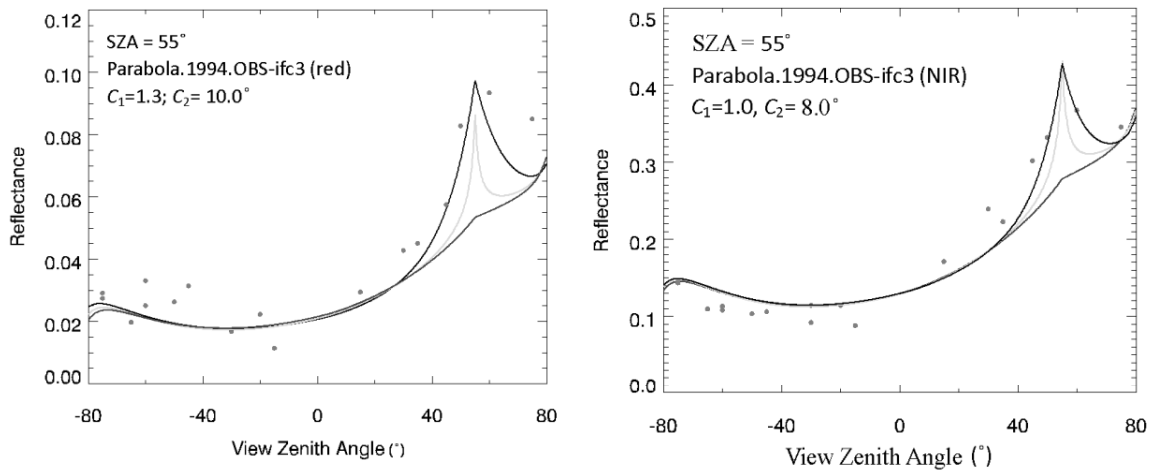 0.12
0.10
0.08
0.06
0.04
0.02
0.00
Reflectance
SZA = 55°
Parabola.1994.OBS-ifc3 (red)
C1=1.3; C2= 10.0°
-80 -40 0 40 80
View Zenith Angle (°)
0.5
0.4
0.3
0.2
0.1
0.0
Reflectance
SZA = 55°
Parabola.1994.OBS-ifc3 (NIR)
C1=1.0, C2= 8.0°
-80 -40 0 40 80
View Zenith Angle (°)